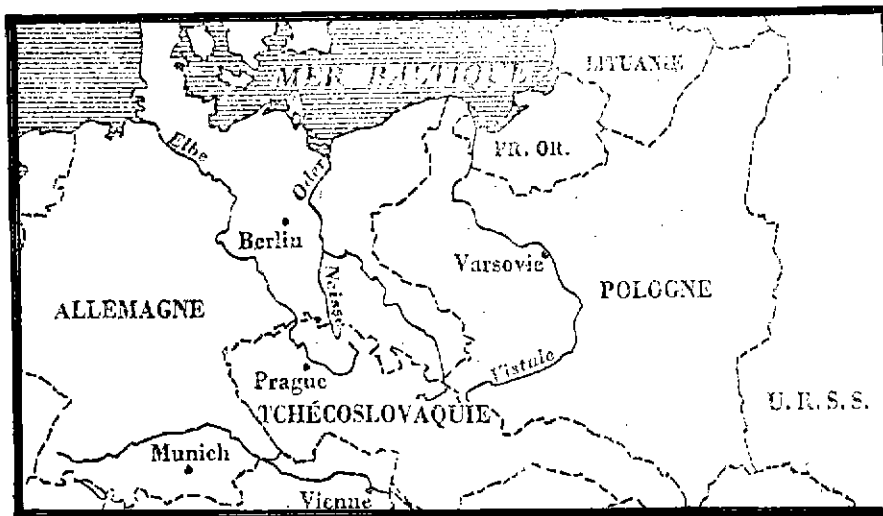 MER BALTIQUE
LITUANIE
Elbe
Oder
PR. OR.
Berlin
Varsovie
Neisse
ALLEMAGNE
POLOGNE
Vistule
Prague
TCHÉCOSLOVAQUIE
U. R. S. S.
Munich
Vienne